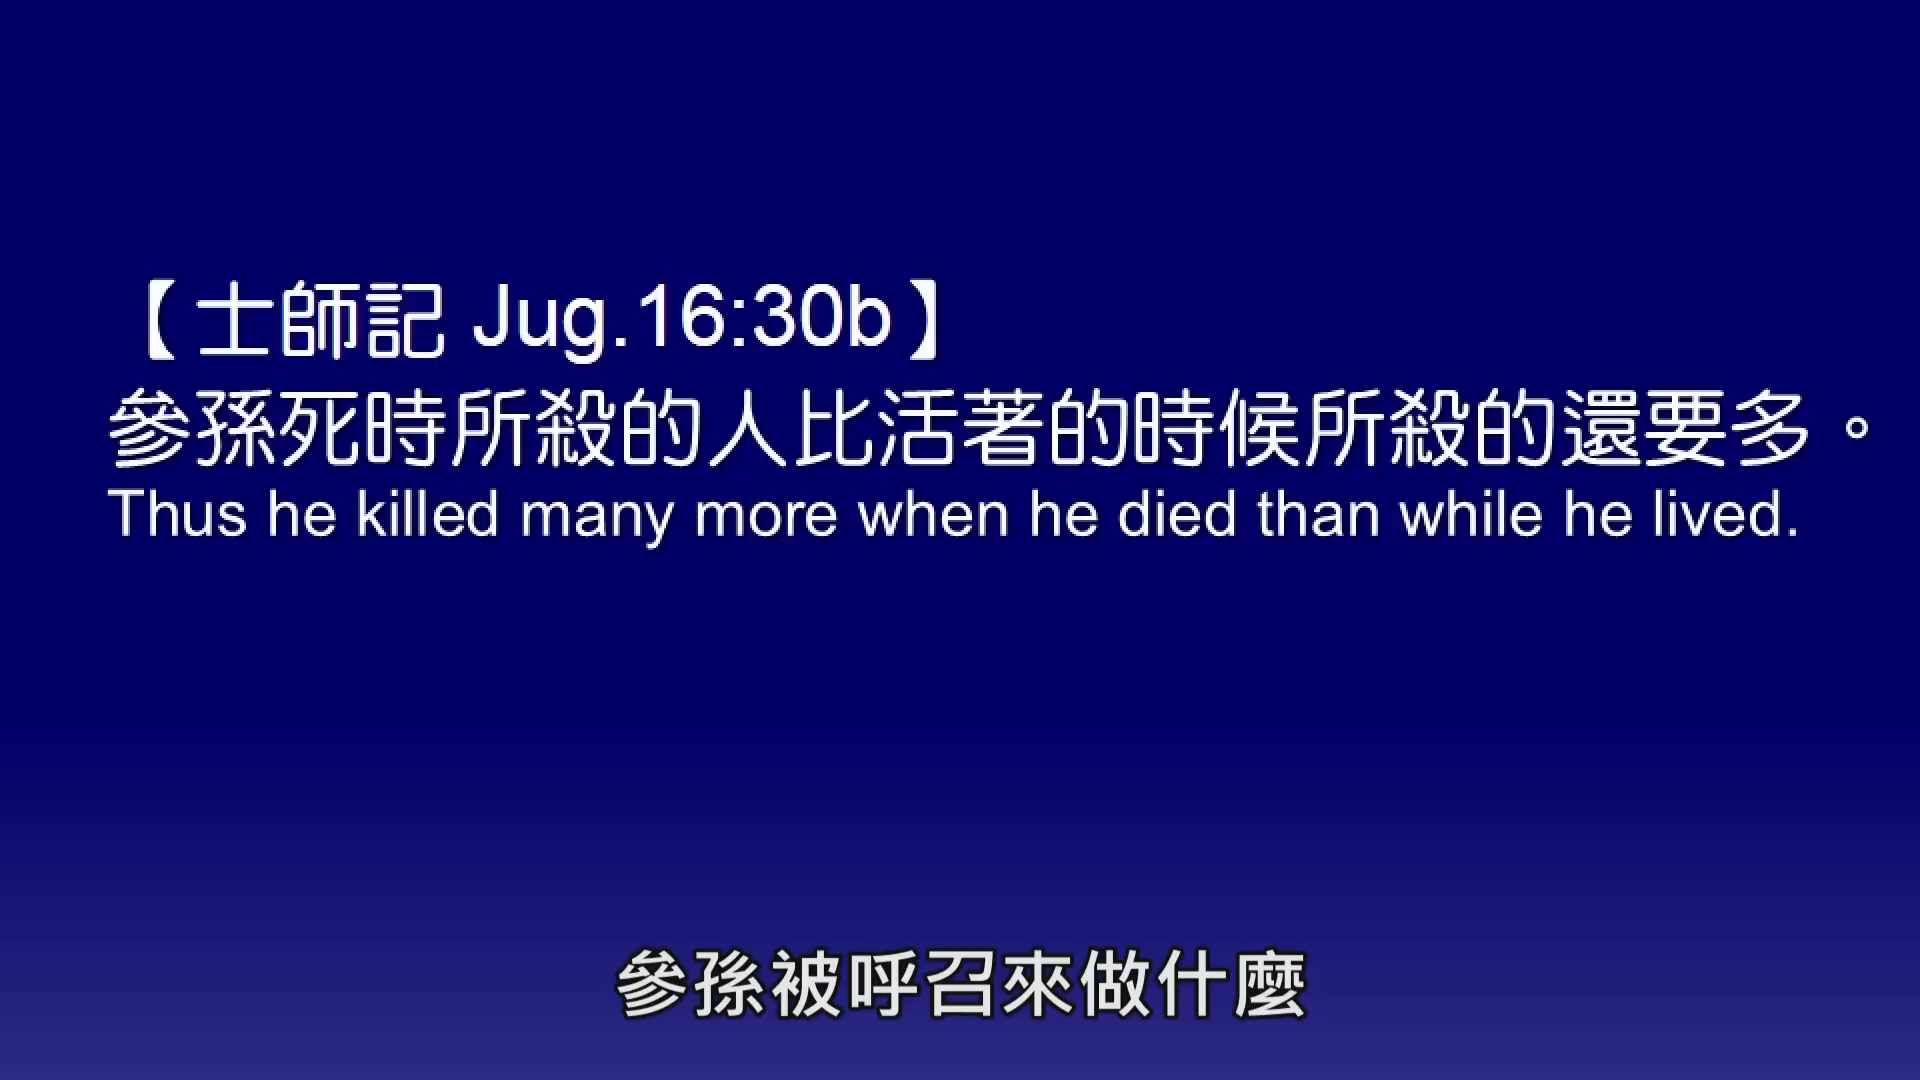 【士師記 Jug.16:30b】
參孫死時所殺的人比活著的時候所殺的還要多。
Thus he killed many more when he died than while he lived.
參孫被呼召來做什麼